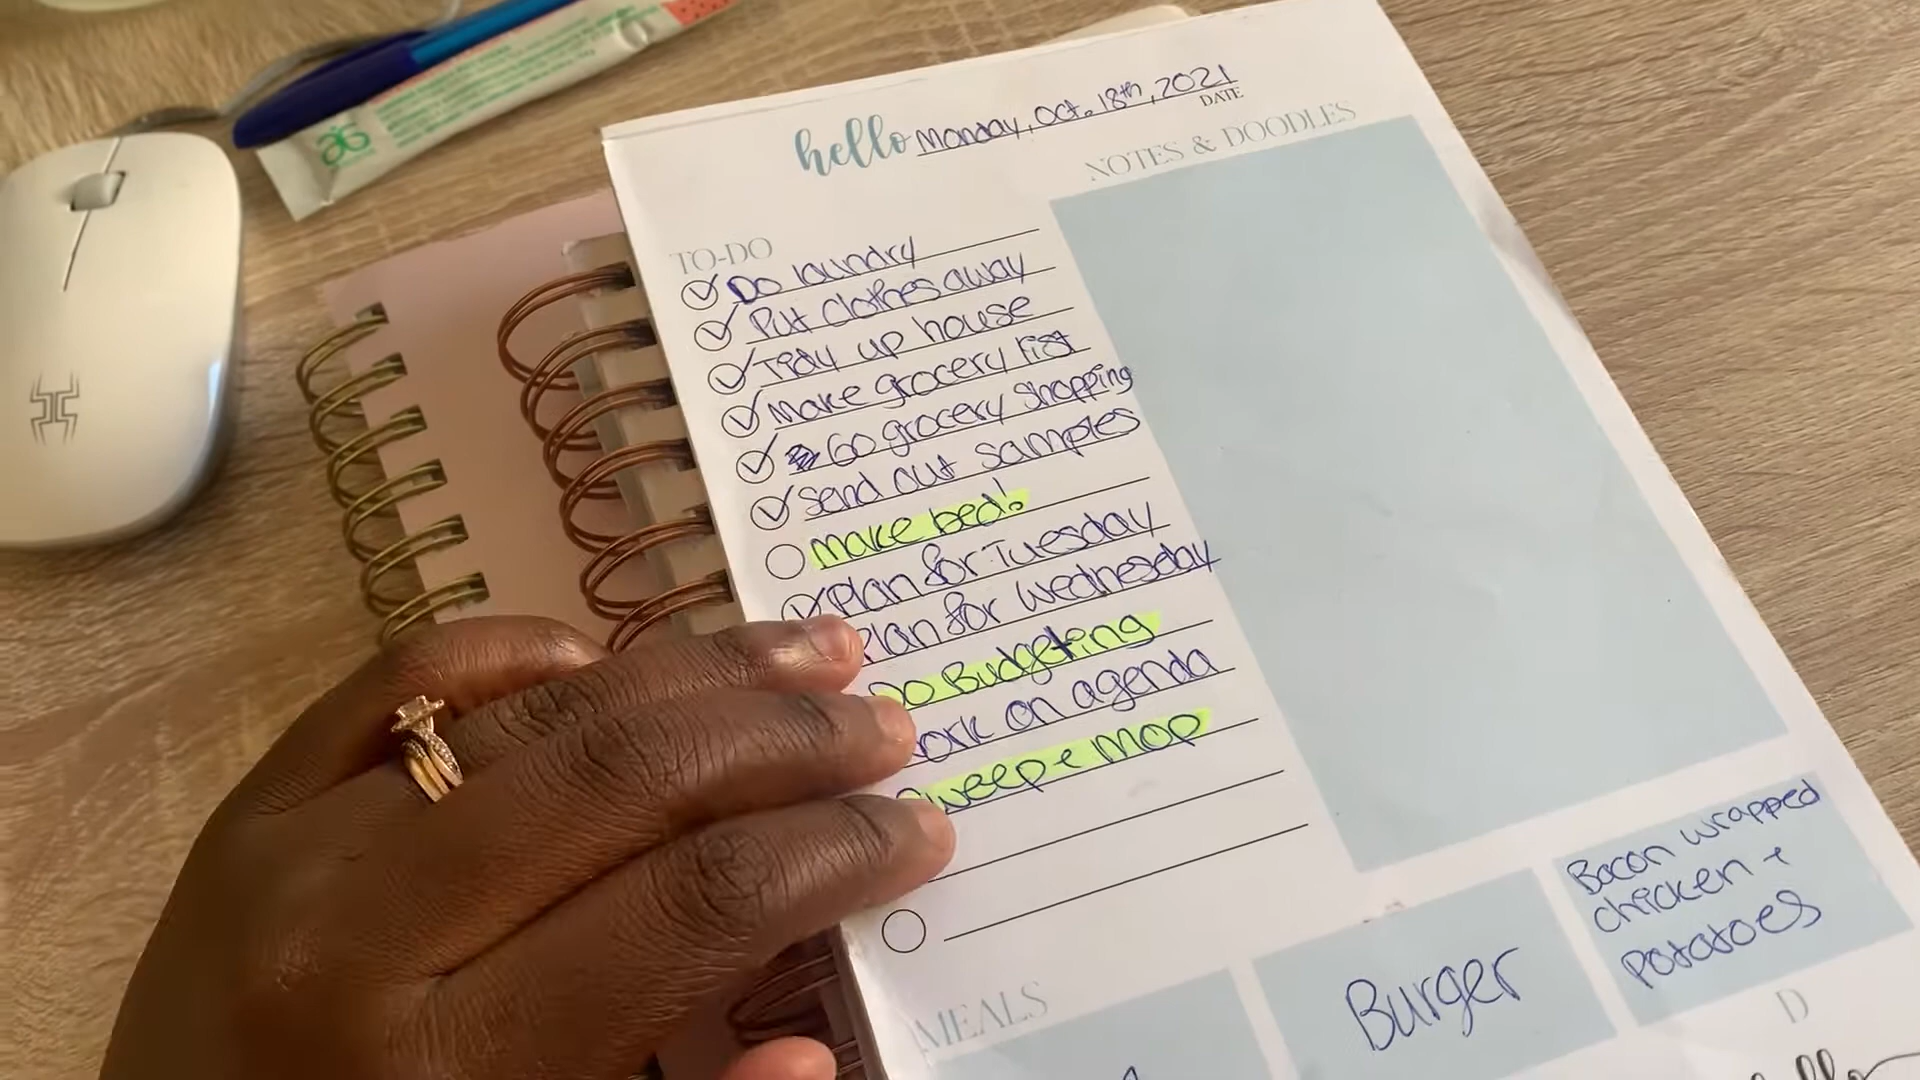 hello Monday, Oct. 18th, 2021
DATE
NOTES & DOODLES
TO-DO
Do laundry
Put clothes away
Tidy up house
Make grocery list
Go grocery shopping
Send out samples
Make bed!
Plan for Tuesday
Plan for Wednesday
Do Budgeting
work on agenda
Sweep + Mop
MEALS
Burger
Bacon wrapped
chicken +
potatoes
D